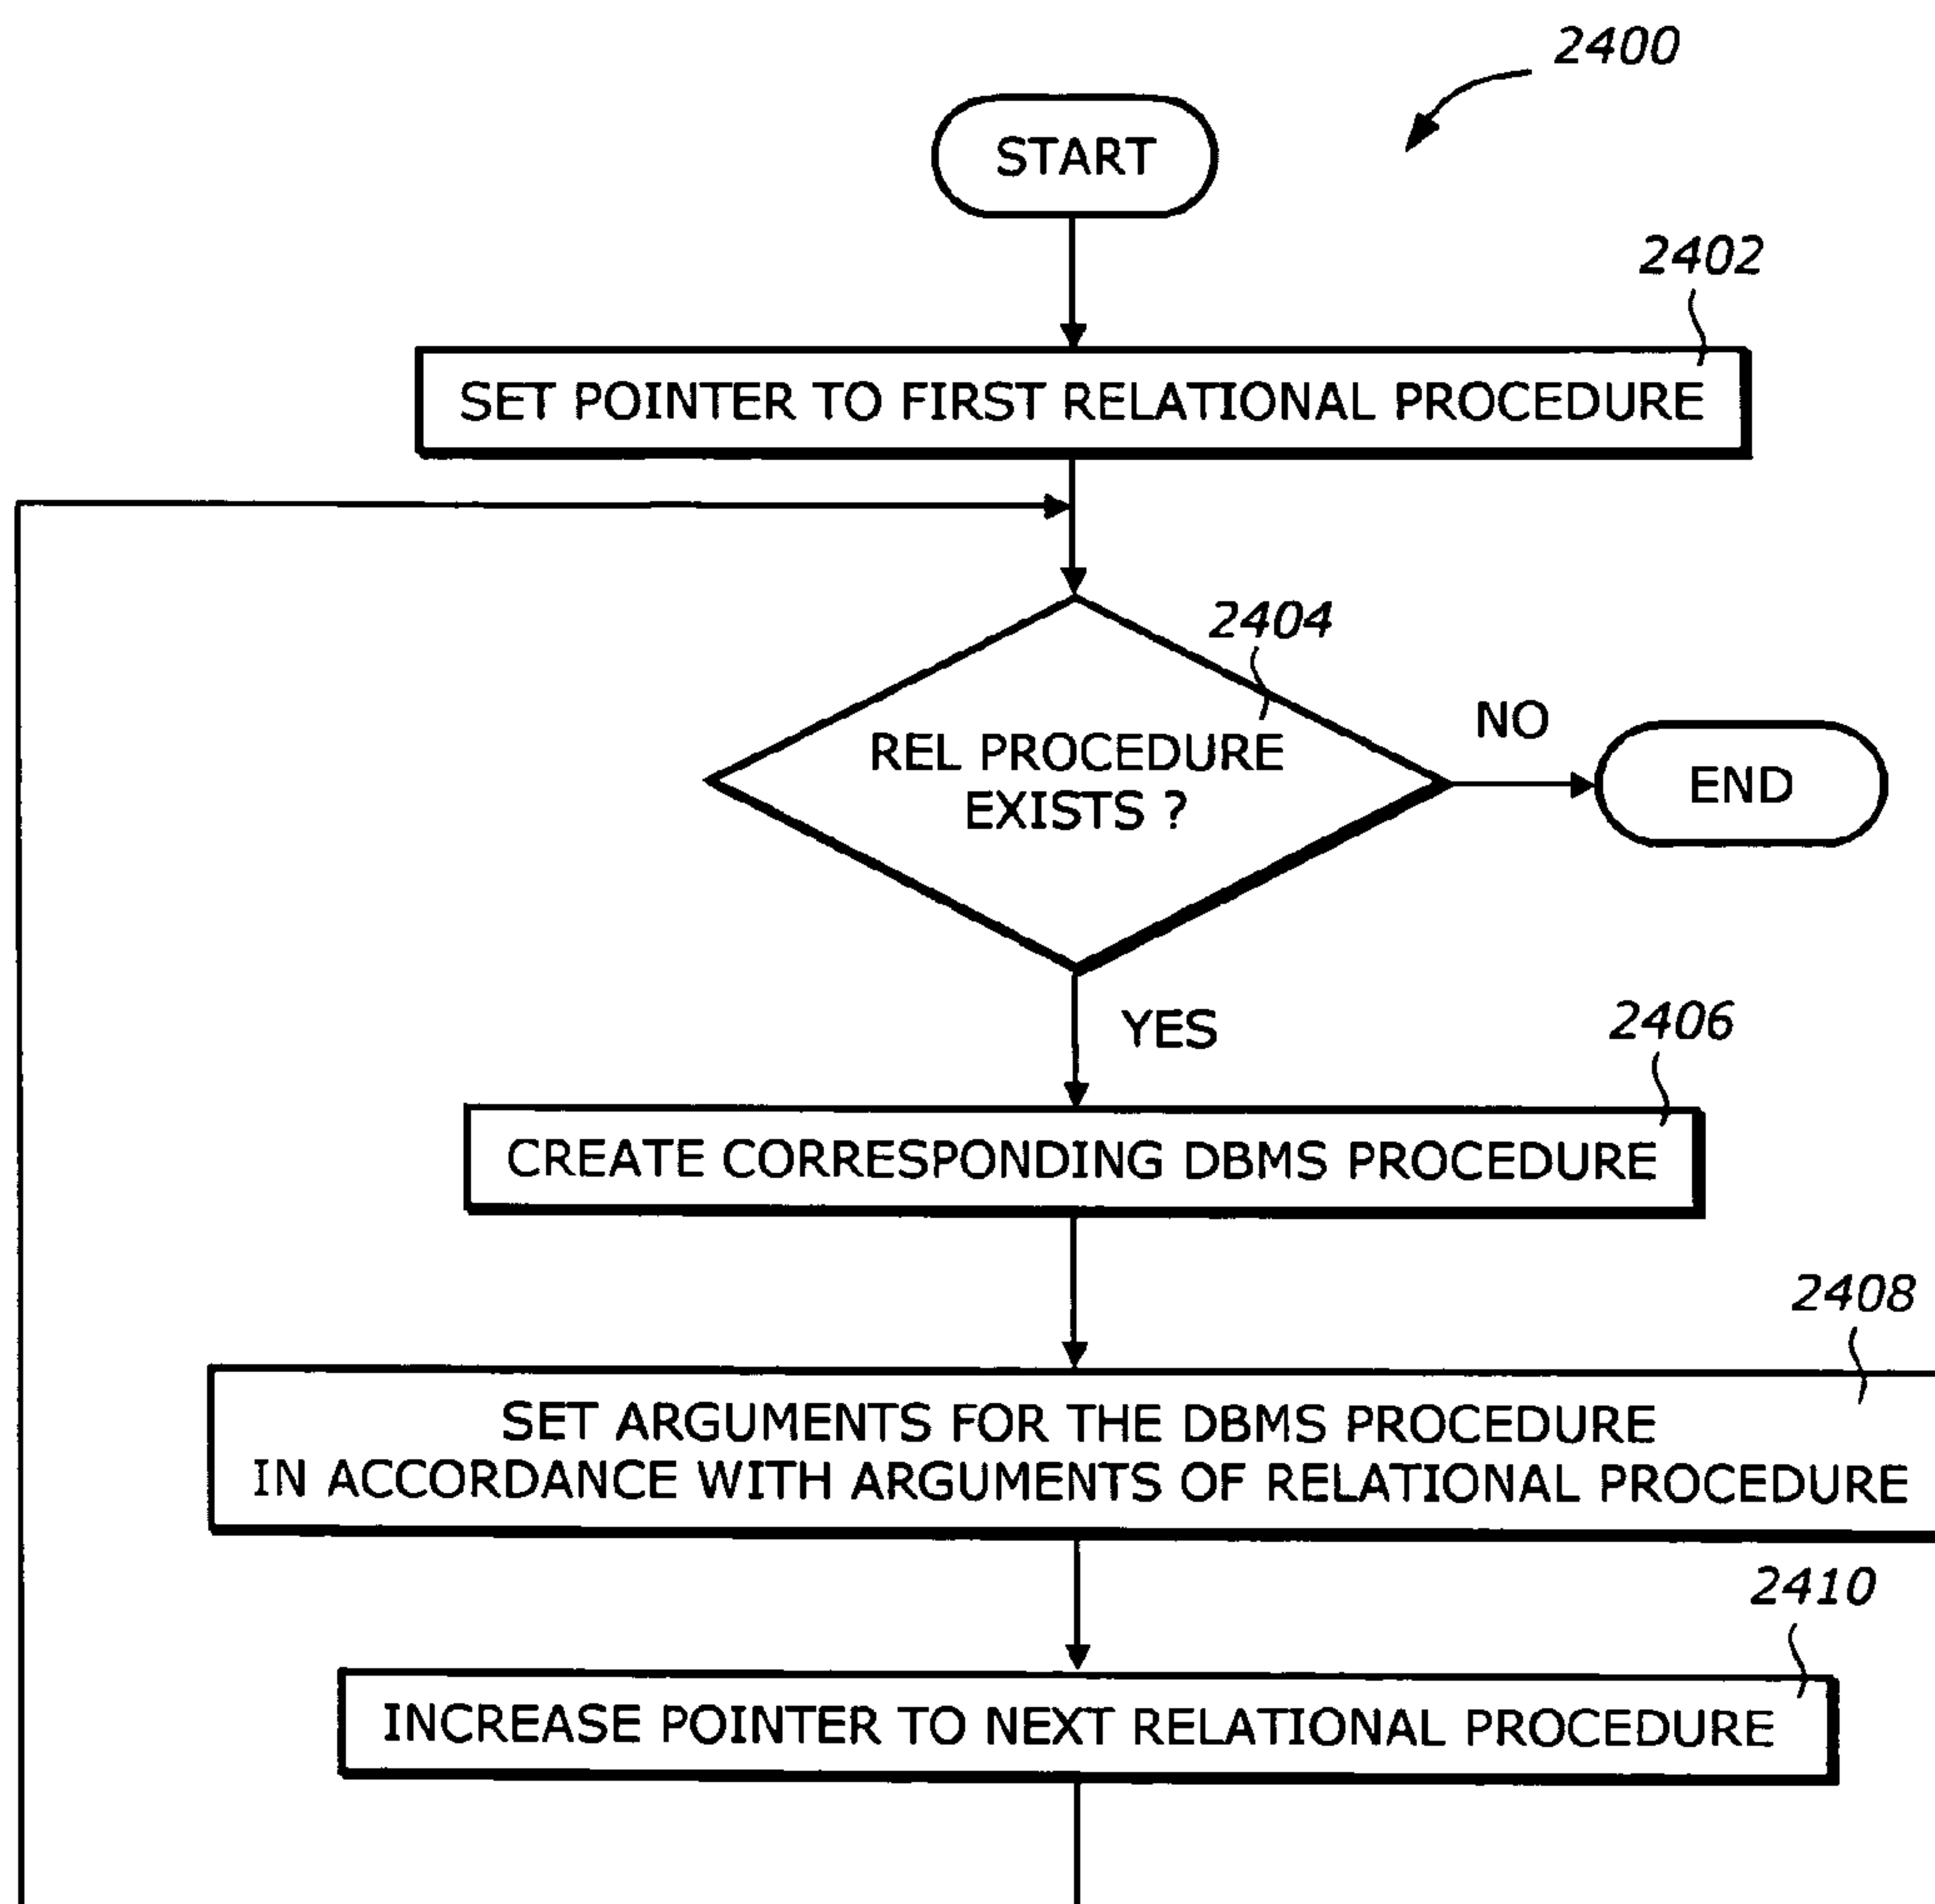 2400
START
2402
SET POINTER TO FIRST RELATIONAL PROCEDURE
2404
REL PROCEDURE
EXISTS ?
NO
END
YES
2406
CREATE CORRESPONDING DBMS PROCEDURE
2408
SET ARGUMENTS FOR THE DBMS PROCEDURE
IN ACCORDANCE WITH ARGUMENTS OF RELATIONAL PROCEDURE
2410
INCREASE POINTER TO NEXT RELATIONAL PROCEDURE